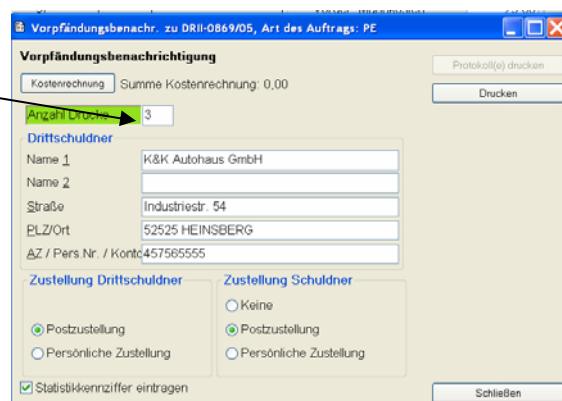 Vorpfändungsbenachr. zu DRII-0869/05, Art des Auftrags: PE
Vorpfändungsbenachrichtigung
Protokoll(e) drucken
Kostenrechnung Summe Kostenrechnung: 0,00
Drucken
Anzahl Drucke 3
Drittschuldner
Name 1 K&K Autohaus GmbH
Name 2
Straße Industriestr. 54
PLZ/Ort 52525 HEINSBERG
AZ / Pers.Nr. / Konto 457565555
Zustellung Drittschuldner Zustellung Schuldner
Keine
Postzustellung Postzustellung
Persönliche Zustellung Persönliche Zustellung
Statistikkennziffer eintragen
Schließen